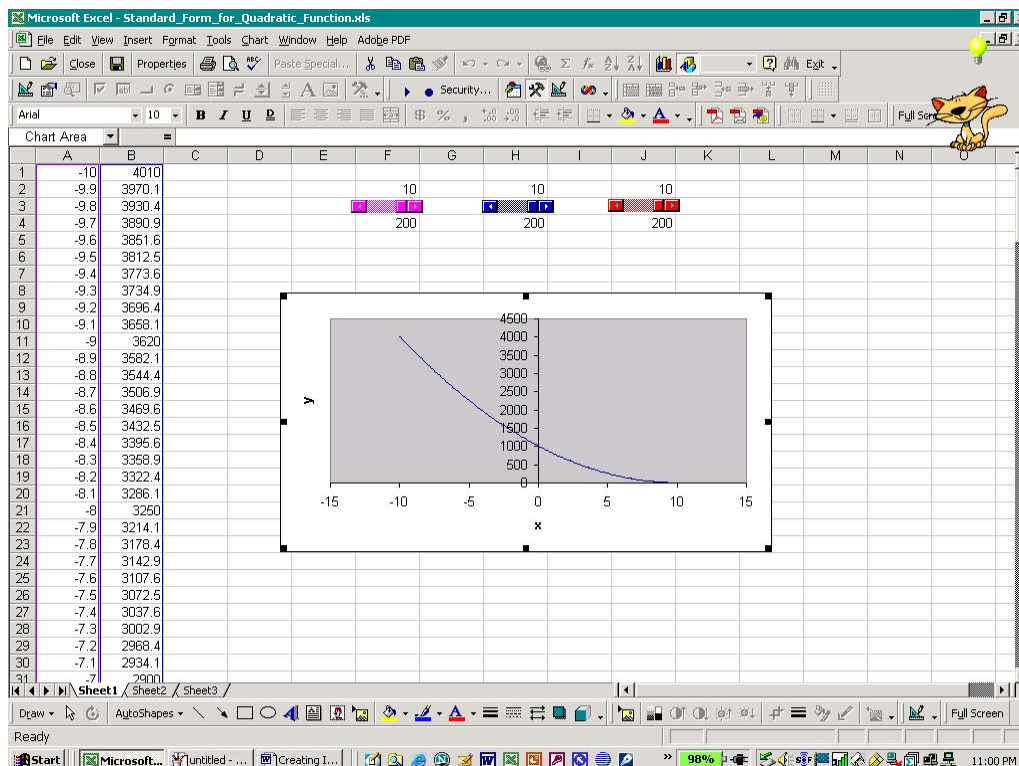 Microsoft Excel - Standard_Form_for_Quadratic_Function.xls
File Edit View Insert Format Tools Chart Window Help Adobe PDF
Close Properties ABC Paste Special... Exit
Security...
Arial 10 B I U D $ % , Full Scre
Chart Area =
A B C D E F G H I J K L M N O
1 -10 4010
2 -9.9 3970.1 10 10 10
3 -9.8 3930.4
4 -9.7 3890.9 200 200 200
5 -9.6 3851.6
6 -9.5 3812.5
7 -9.4 3773.6
8 -9.3 3734.9
9 -9.2 3696.4
10 -9.1 3658.1
11 -9 3620
12 -8.9 3582.1
13 -8.8 3544.4
14 -8.7 3506.9
15 -8.6 3469.6
16 -8.5 3432.5
17 -8.4 3395.6
18 -8.3 3358.9
19 -8.2 3322.4
20 -8.1 3286.1
21 -8 3250
22 -7.9 3214.1
23 -7.8 3178.4
24 -7.7 3142.9
25 -7.6 3107.6
26 -7.5 3072.5
27 -7.4 3037.6
28 -7.3 3002.9
29 -7.2 2968.4
30 -7.1 2934.1
31 -7 2900
4500
4000
3500
3000
2500
2000
1500
1000
500
0
y
-15 -10 -5 0 5 10 15
x
Sheet1 Sheet2 Sheet3
Draw AutoShapes Full Screen
Ready
Start Microsoft... untitled - ... Creating I... » 98% 11:00 PM